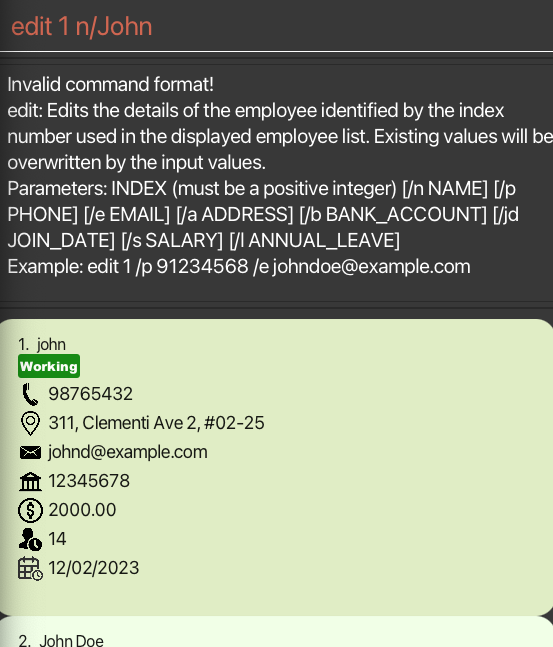 edit 1 n/John
Invalid command format!
edit: Edits the details of the employee identified by the index
number used in the displayed employee list. Existing values will be
overwritten by the input values.
Parameters: INDEX (must be a positive integer) [/n NAME] [/p
PHONE] [/e EMAIL] [/a ADDRESS] [/b BANK_ACCOUNT] [/jd
JOIN_DATE] [/s SALARY] [/l ANNUAL_LEAVE]
Example: edit 1 /p 91234568 /e johndoe@example.com
1. john
Working
98765432
311, Clementi Ave 2, #02-25
johnd@example.com
12345678
2000.00
14
12/02/2023
2. John Doe